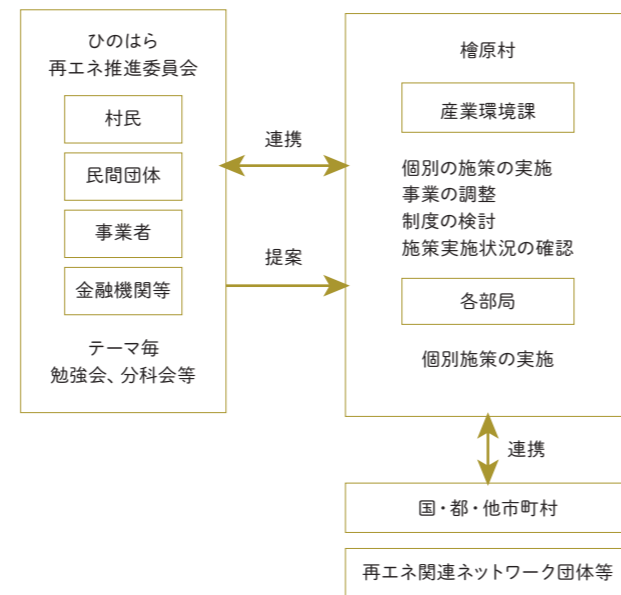 ひのはら
再エネ推進委員会
村民
民間団体
事業者
金融機関等
テーマ毎
勉強会、分科会等
連携
提案
檜原村
産業環境課
個別の施策の実施
事業の調整
制度の検討
施策実施状況の確認
各部局
個別施策の実施
連携
国・都・他市町村
再エネ関連ネットワーク団体等